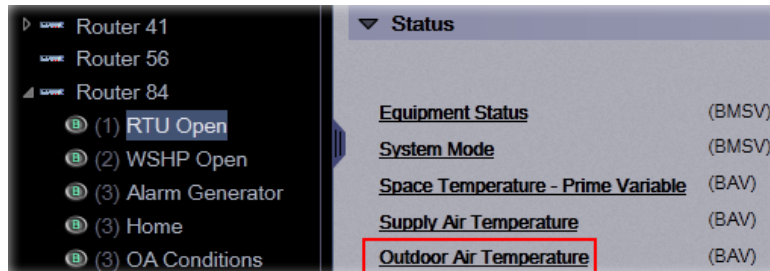 Router 41
Router 56
Router 84
(1) RTU Open
(2) WSHP Open
(3) Alarm Generator
(3) Home
(3) OA Conditions
Status
Equipment Status (BMSV)
System Mode (BMSV)
Space Temperature - Prime Variable (BAV)
Supply Air Temperature (BAV)
Outdoor Air Temperature (BAV)